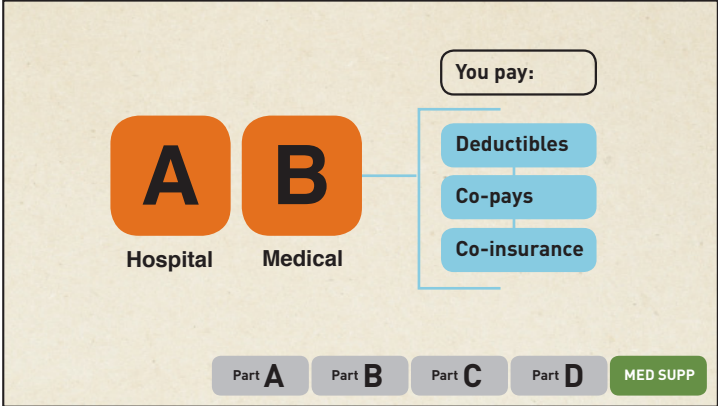 You pay:
A B
Hospital Medical
Deductibles
Co-pays
Co-insurance
Part A Part B Part C Part D MED SUPP